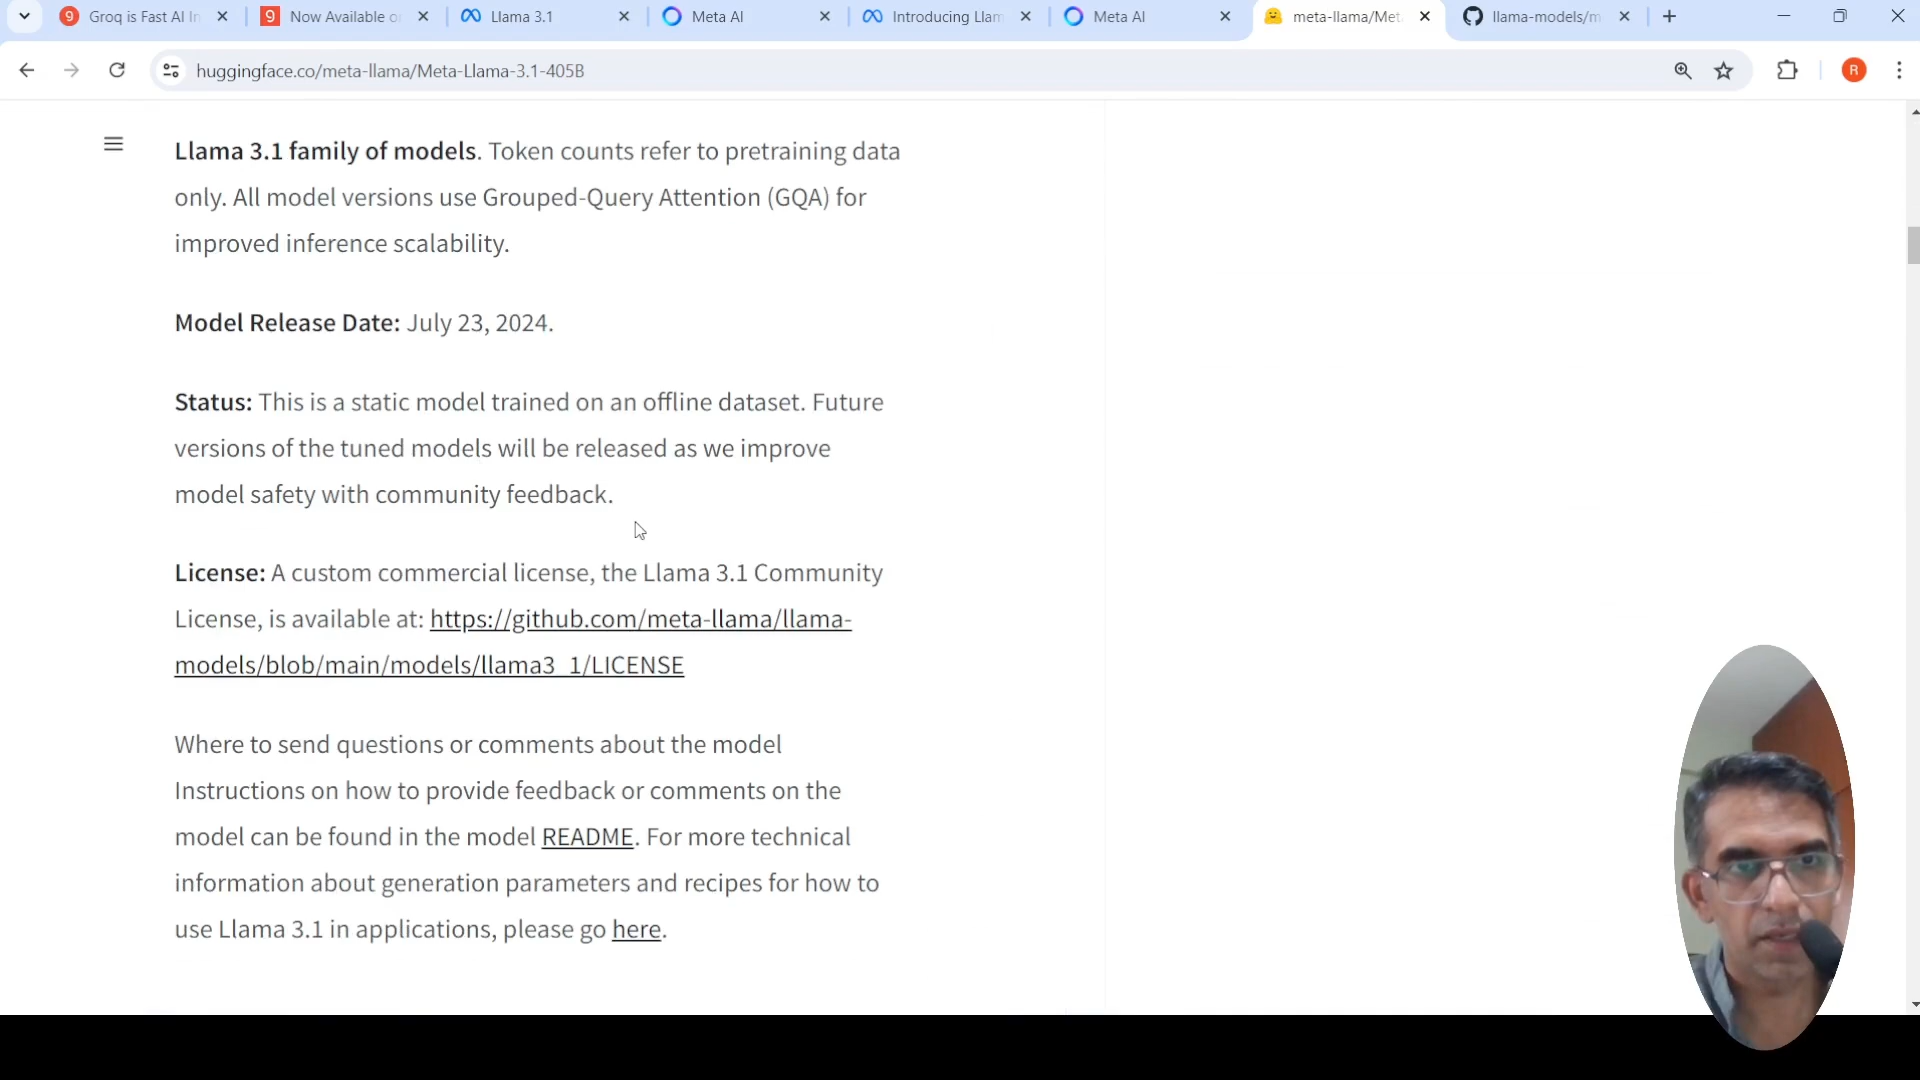 Groq is Fast AI In
Now Available o
Llama 3.1
Meta AI
Introducing Llam
Meta AI
meta-llama/Met
llama-models/m
huggingface.co/meta-llama/Meta-Llama-3.1-405B
R
Llama 3.1 family of models. Token counts refer to pretraining data
only. All model versions use Grouped-Query Attention (GQA) for
improved inference scalability.
Model Release Date: July 23, 2024.
Status: This is a static model trained on an offline dataset. Future
versions of the tuned models will be released as we improve
model safety with community feedback.
License: A custom commercial license, the Llama 3.1 Community
License, is available at: https://github.com/meta-llama/llama-
models/blob/main/models/llama3_1/LICENSE
Where to send questions or comments about the model
Instructions on how to provide feedback or comments on the
model can be found in the model README. For more technical
information about generation parameters and recipes for how to
use Llama 3.1 in applications, please go here.